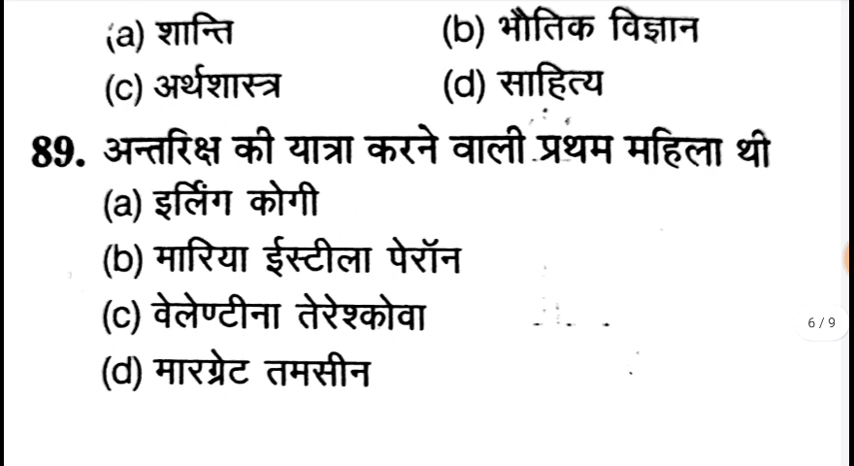 (a) शान्ति (b) भौतिक विज्ञान
(c) अर्थशास्त्र (d) साहित्य
89. अन्तरिक्ष की यात्रा करने वाली प्रथम महिला थी
(a) इर्लिंग कोगी
(b) मारिया ईस्टीला पेरॉन
(c) वेलेण्टीना तेरेश्कोवा
6/9
(d) मारग्रेट तमसीन